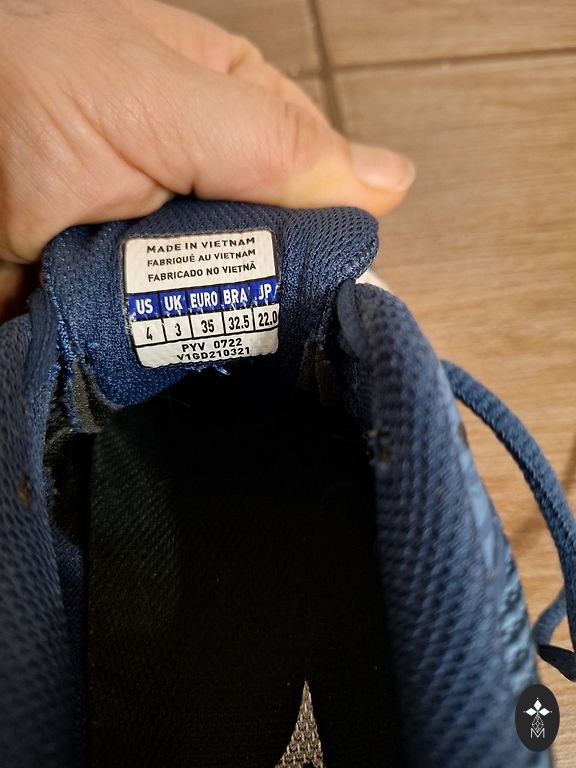 MADE IN VIETNAM
FABRIQUÉ AU VIETNAM
FABRICADO NO VIETNÃ
US UK EURO BRA JP
4 3 35 32.5 22.0
PYV 0722
V1GD210321
M